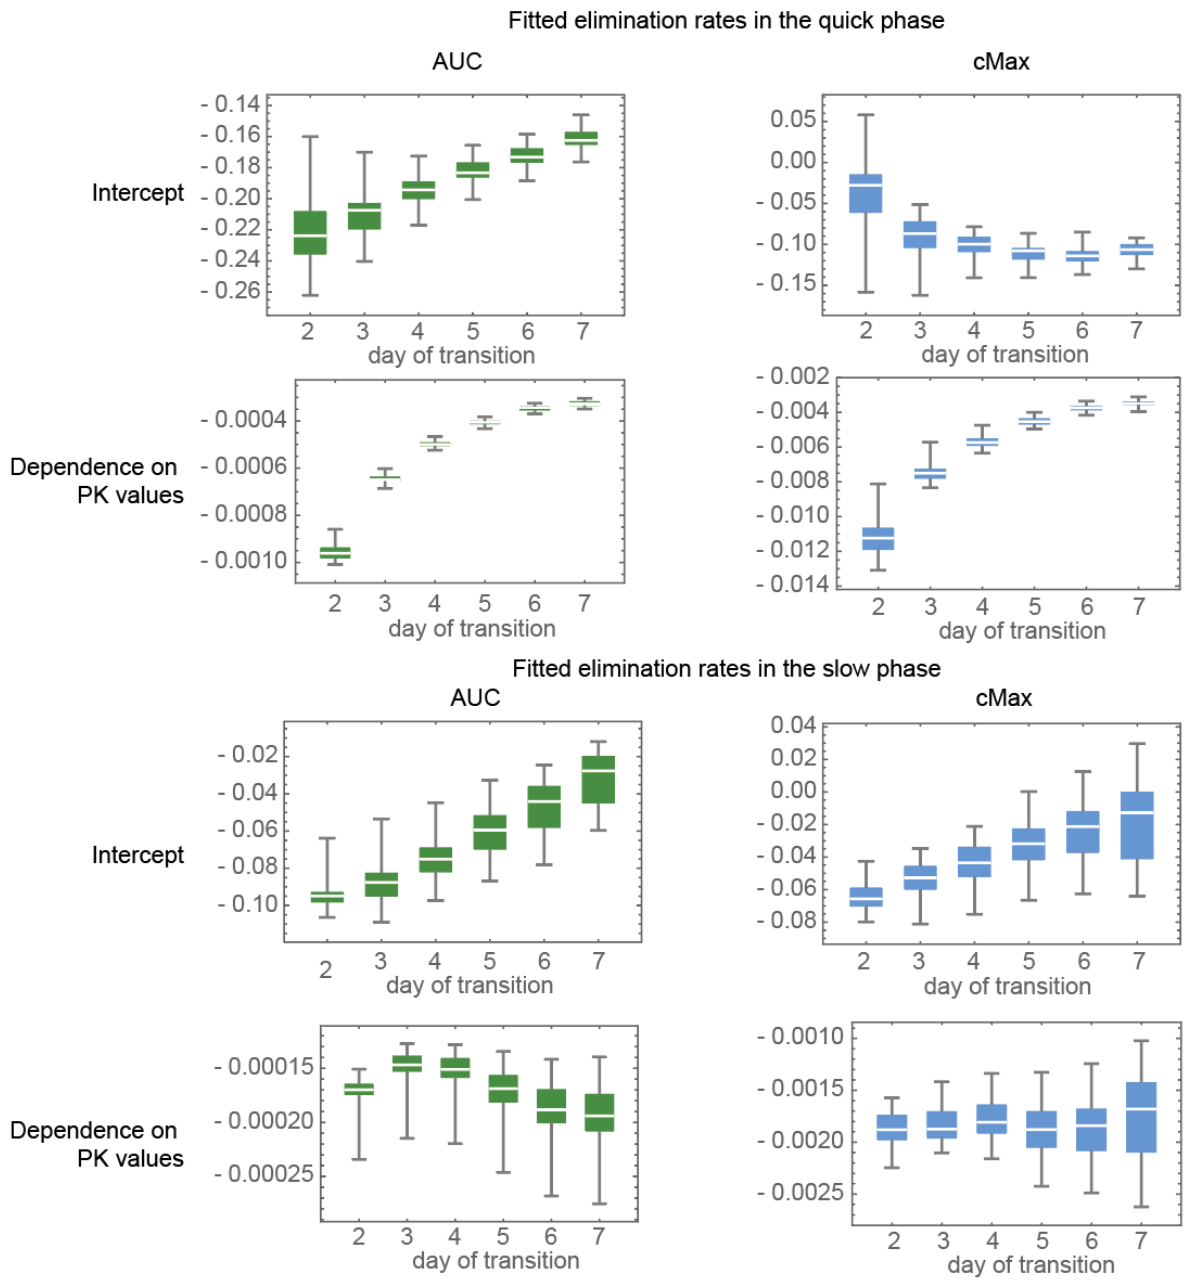 Fitted elimination rates in the quick phase
AUC
cMax
Intercept
- 0.14
- 0.16
- 0.18
- 0.20
- 0.22
- 0.24
- 0.26
2 3 4 5 6 7
day of transition
0.05
0.00
- 0.05
- 0.10
- 0.15
2 3 4 5 6 7
day of transition
Dependence on
PK values
- 0.0004
- 0.0006
- 0.0008
- 0.0010
2 3 4 5 6 7
day of transition
- 0.002
- 0.004
- 0.006
- 0.008
- 0.010
- 0.012
- 0.014
2 3 4 5 6 7
day of transition
Fitted elimination rates in the slow phase
AUC
cMax
Intercept
- 0.02
- 0.04
- 0.06
- 0.08
- 0.10
2 3 4 5 6 7
day of transition
0.04
0.02
0.00
- 0.02
- 0.04
- 0.06
- 0.08
2 3 4 5 6 7
day of transition
Dependence on
PK values
- 0.00015
- 0.00020
- 0.00025
2 3 4 5 6 7
day of transition
- 0.0010
- 0.0015
- 0.0020
- 0.0025
2 3 4 5 6 7
day of transition